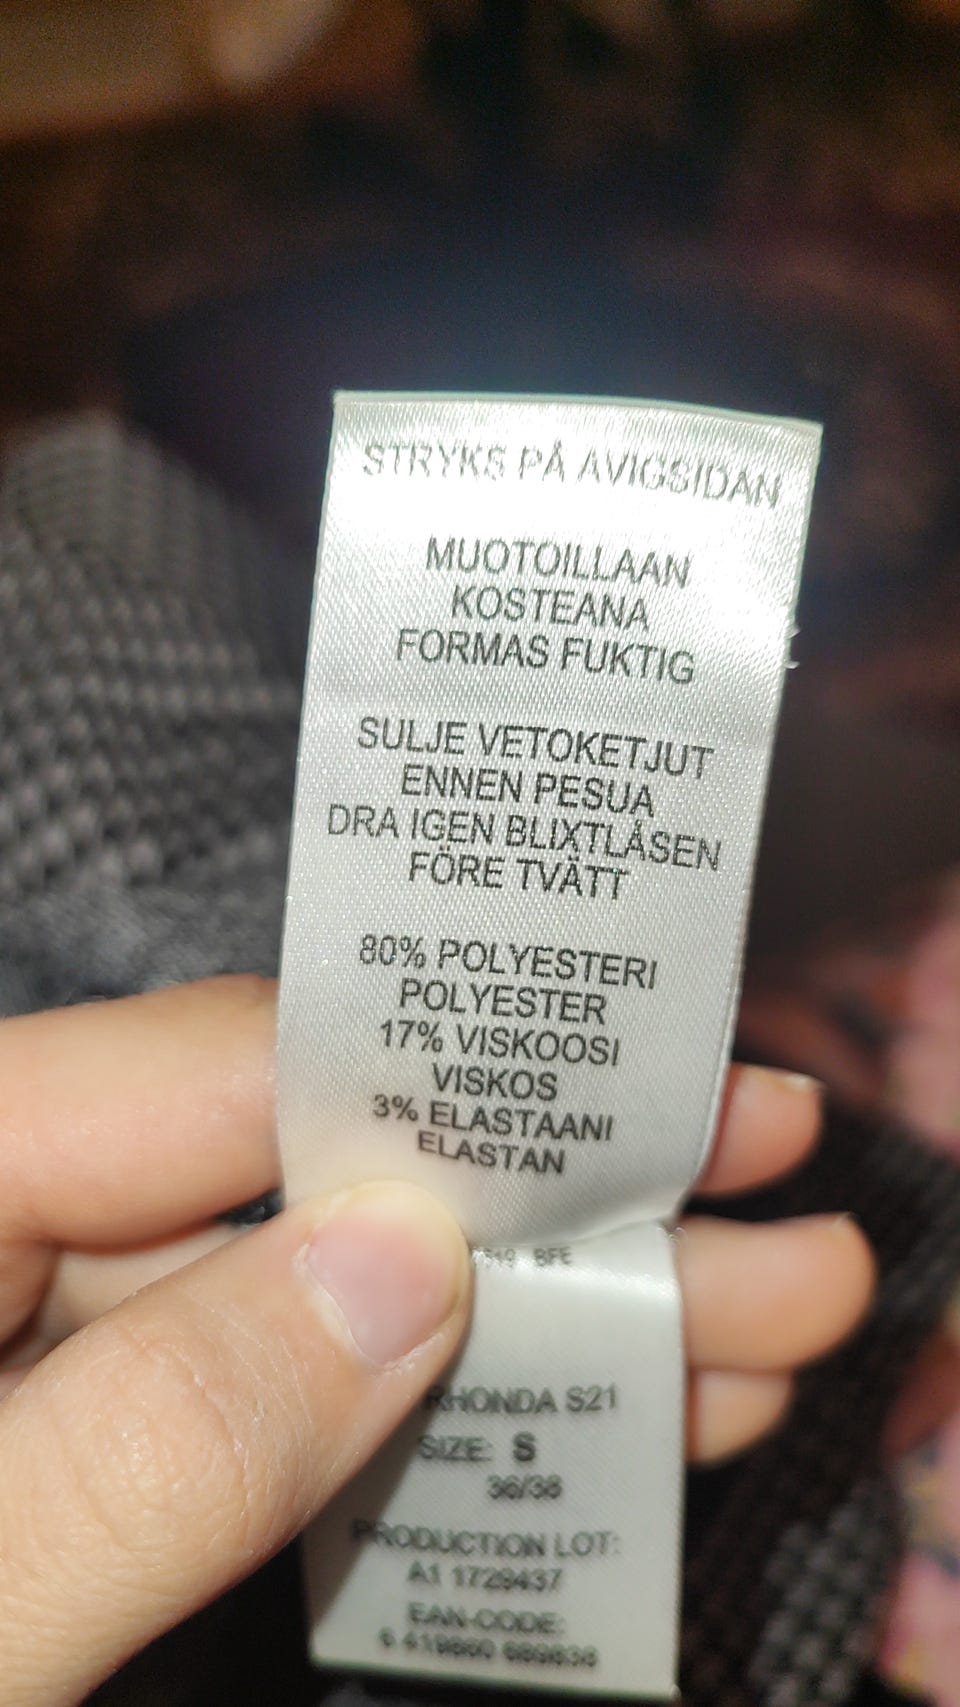 STRYKS PÅ AVIGSIDAN
MUOTOILLAAN
KOSTEANA
FORMAS FUKTIG
SULJE VETOKETJUT
ENNEN PESUA
DRA IGEN BLIXTLÅSEN
FÖRE TVÄTT
80% POLYESTERI
POLYESTER
17% VISKOOSI
VISKOS
3% ELASTAANI
ELASTAN
BFE
RHONDA S21
SIZE: S
36/38
PRODUCTION LOT:
A1 1729437
EAN-CODE: